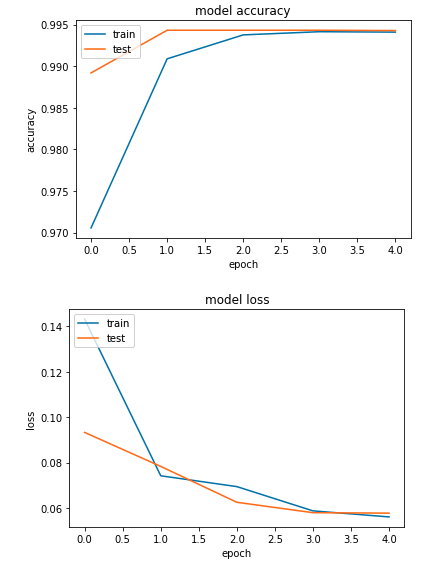 model accuracy
0.995
0.990
0.985
0.980
0.975
0.970
accuracy
train
test
0.0 0.5 1.0 1.5 2.0 2.5 3.0 3.5 4.0
epoch
model loss
0.14
0.12
0.10
0.08
0.06
loss
train
test
0.0 0.5 1.0 1.5 2.0 2.5 3.0 3.5 4.0
epoch